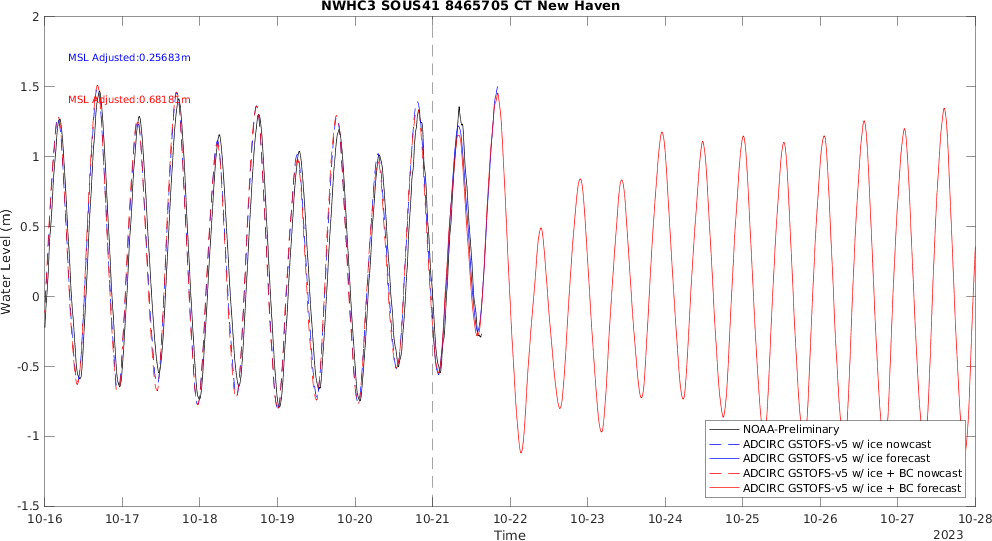 NWHC3 SOUS41 8465705 CT New Haven
MSL Adjusted:0.25683m
MSL Adjusted:0.6818
Water Level (m)
2
1.5
1
0.5
0
-0.5
-1
-1.5
NOAA-Preliminary
ADCIRC GSTOFS-v5 w/ ice nowcast
ADCIRC GSTOFS-v5 w/ ice forecast
ADCIRC GSTOFS-v5 w/ ice + BC nowcast
ADCIRC GSTOFS-v5 w/ ice + BC forecast
10-16 10-17 10-18 10-19 10-20 10-21 10-22 10-23 10-24 10-25 10-26 10-27 10-28
Time
2023